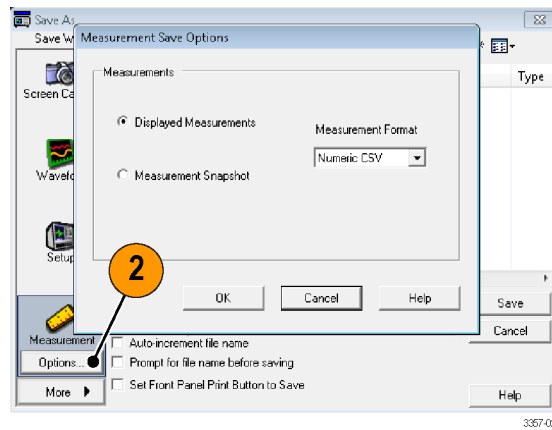 Save As
Save W
Measurement Save Options
Type
Screen Ca
Measurements
Displayed Measurements
Measurement Format
Numeric CSV
Measurement Snapshot
Wavefo
Setup
2
OK
Cancel
Help
Save
Measurement
Auto-increment file name
Cancel
Options...
Prompt for file name before saving
More
Set Front Panel Print Button to Save
Help
3357-0